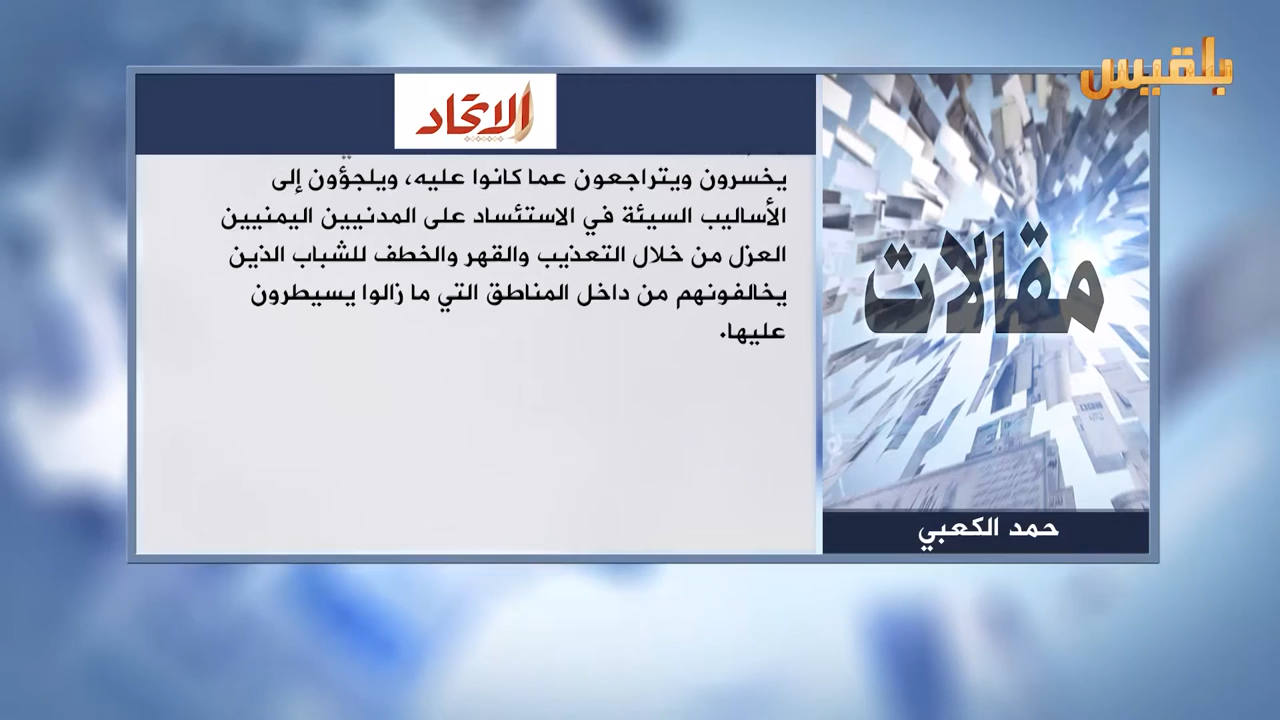 بلقيس
الاتحاد
يخسرون ويتراجعون عما كانوا عليه، ويلجؤون إلى
الأساليب السيئة في الاستئساد على المدنيين اليمنيين
العزل من خلال التعذيب والقهر والخطف للشباب الذين
يخالفونهم من داخل المناطق التي ما زالوا يسيطرون
عليها.
مقالات
حمد الكعبي